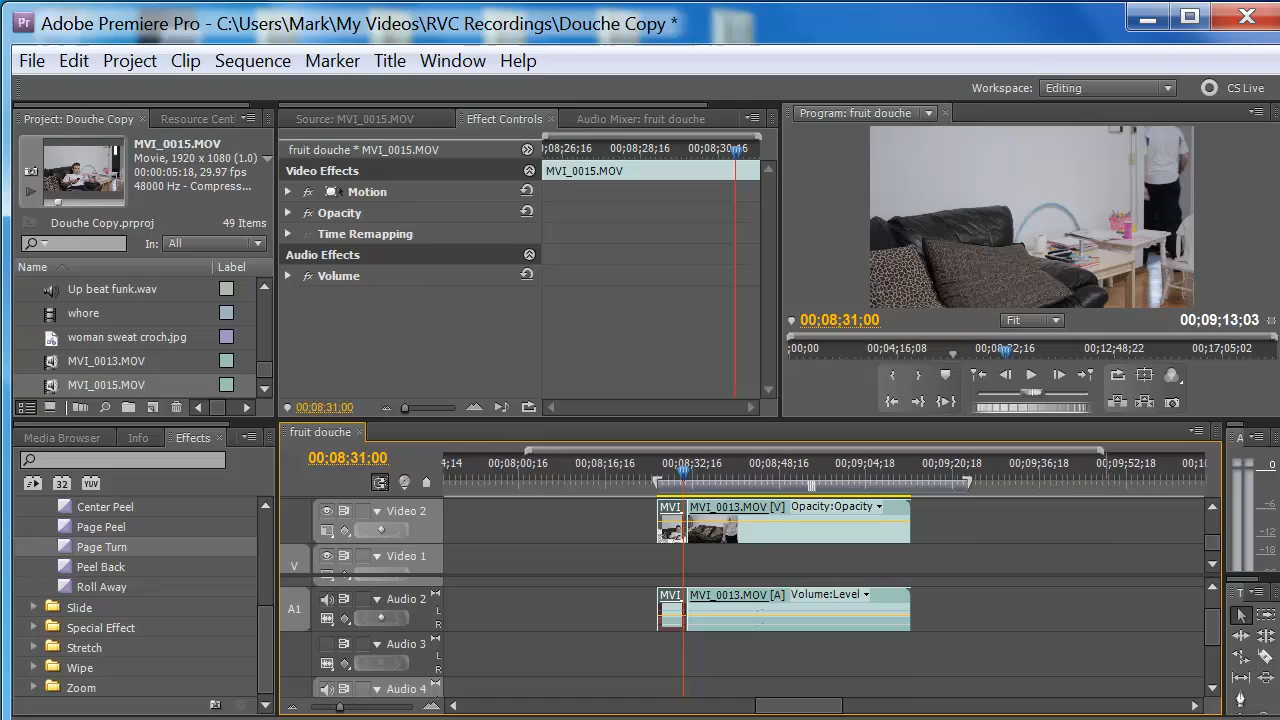 Pr Adobe Premiere Pro - C:\Users\Mark\My Videos\RVC Recordings\Douche Copy *
File Edit Project Clip Sequence Marker Title Window Help
Workspace: Editing CS Live
Project: Douche Copy Resource Cent
MVI_0015.MOV
Movie, 1920 x 1080 (1.0)
00:00:05:18, 29.97 fps
48000 Hz - Compress...
Douche Copy.prproj 49 Items
In: All
Name Label
Up beat funk.wav
whore
woman sweat croch.jpg
MVI_0013.MOV
MVI_0015.MOV
Source: MVI_0015.MOV Effect Controls Audio Mixer: fruit douche
fruit douche * MVI_0015.MOV
;08;26;16 00;08;28;16 00;08;30;16
Video Effects
MVI_0015.MOV
fx Motion
fx Opacity
Time Remapping
Audio Effects
fx Volume
00;08;31;00
Program: fruit douche
00;08;31;00 Fit 00;09;13;03
;00;00 00;04;16;08 00;08;32;16 00;12;48;22 00;17;05;02
Media Browser Info Effects
32 YUV
Center Peel
Page Peel
Page Turn
Peel Back
Roll Away
Slide
Special Effect
Stretch
Wipe
Zoom
fruit douche
00;08;31;00
;4;14 00;08;00;16 00;08;16;16 00;08;32;16 00;08;48;16 00;09;04;18 00;09;20;18 00;09;36;18 00;09;52;18 00;10
Video 2
MVI_ MVI_0013.MOV [V] Opacity:Opacity
V Video 1
A1 Audio 2
L
R
MVI_ MVI_0013.MOV [A] Volume:Level
Audio 3
L
R
Audio 4
A
0
-6
-12
-18
T